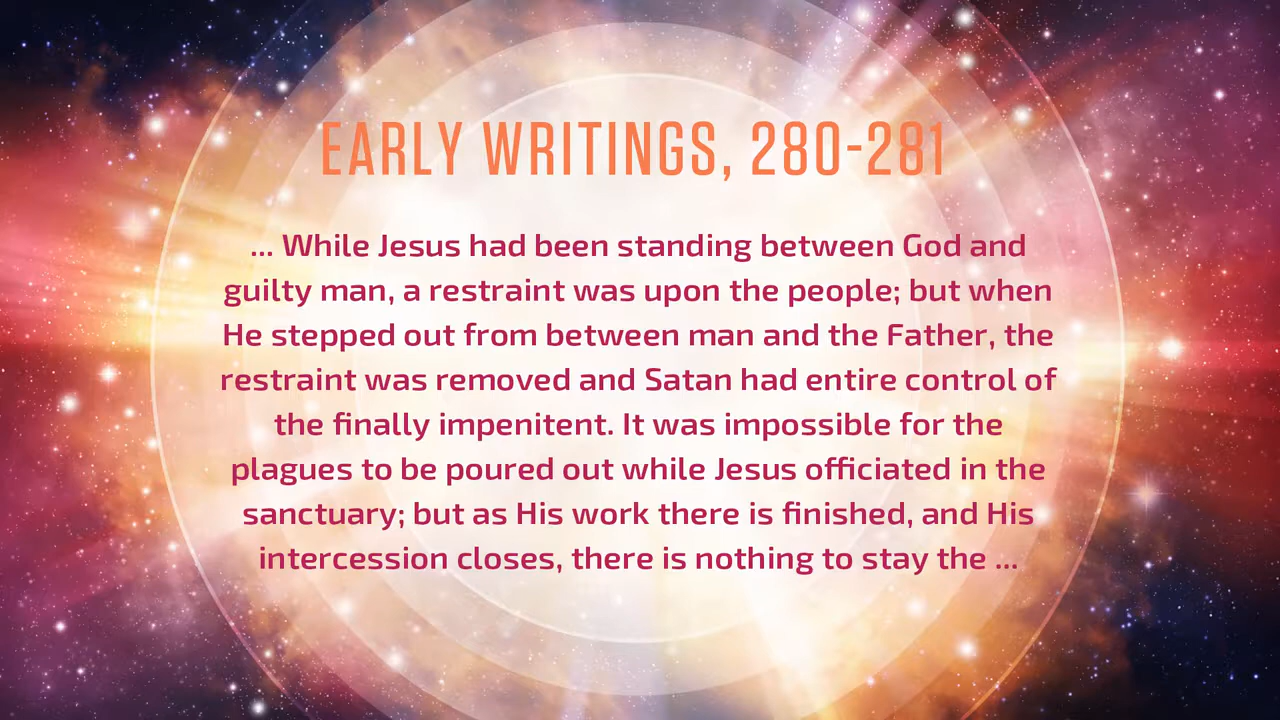 EARLY WRITINGS, 280-281
... While Jesus had been standing between God and
guilty man, a restraint was upon the people; but when
He stepped out from between man and the Father, the
restraint was removed and Satan had entire control of
the finally impenitent. It was impossible for the
plagues to be poured out while Jesus officiated in the
sanctuary; but as His work there is finished, and His
intercession closes, there is nothing to stay the ...